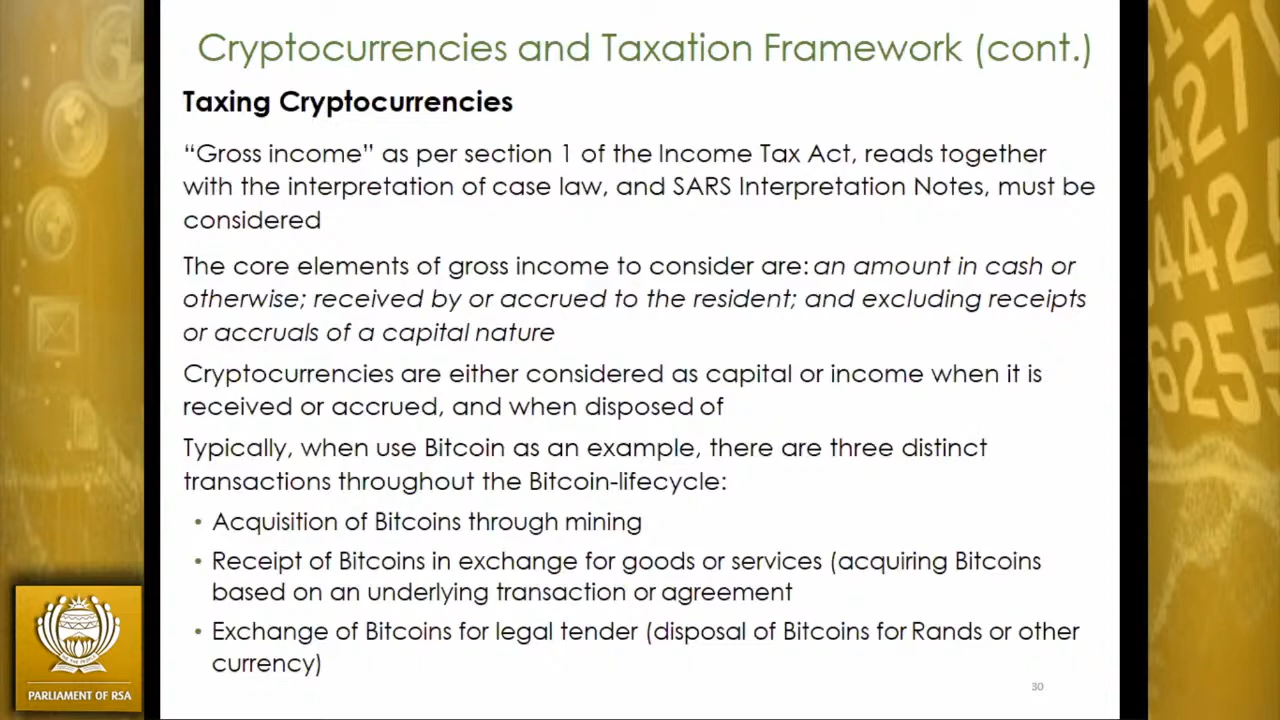 Cryptocurrencies and Taxation Framework (cont.)
Taxing Cryptocurrencies
“Gross income” as per section 1 of the Income Tax Act, reads together
with the interpretation of case law, and SARS Interpretation Notes, must be
considered
The core elements of gross income to consider are: an amount in cash or
otherwise; received by or accrued to the resident; and excluding receipts
or accruals of a capital nature
Cryptocurrencies are either considered as capital or income when it is
received or accrued, and when disposed of
Typically, when use Bitcoin as an example, there are three distinct
transactions throughout the Bitcoin-lifecycle:
• Acquisition of Bitcoins through mining
• Receipt of Bitcoins in exchange for goods or services (acquiring Bitcoins
based on an underlying transaction or agreement
• Exchange of Bitcoins for legal tender (disposal of Bitcoins for Rands or other
currency)
30
PARLIAMENT OF RSA